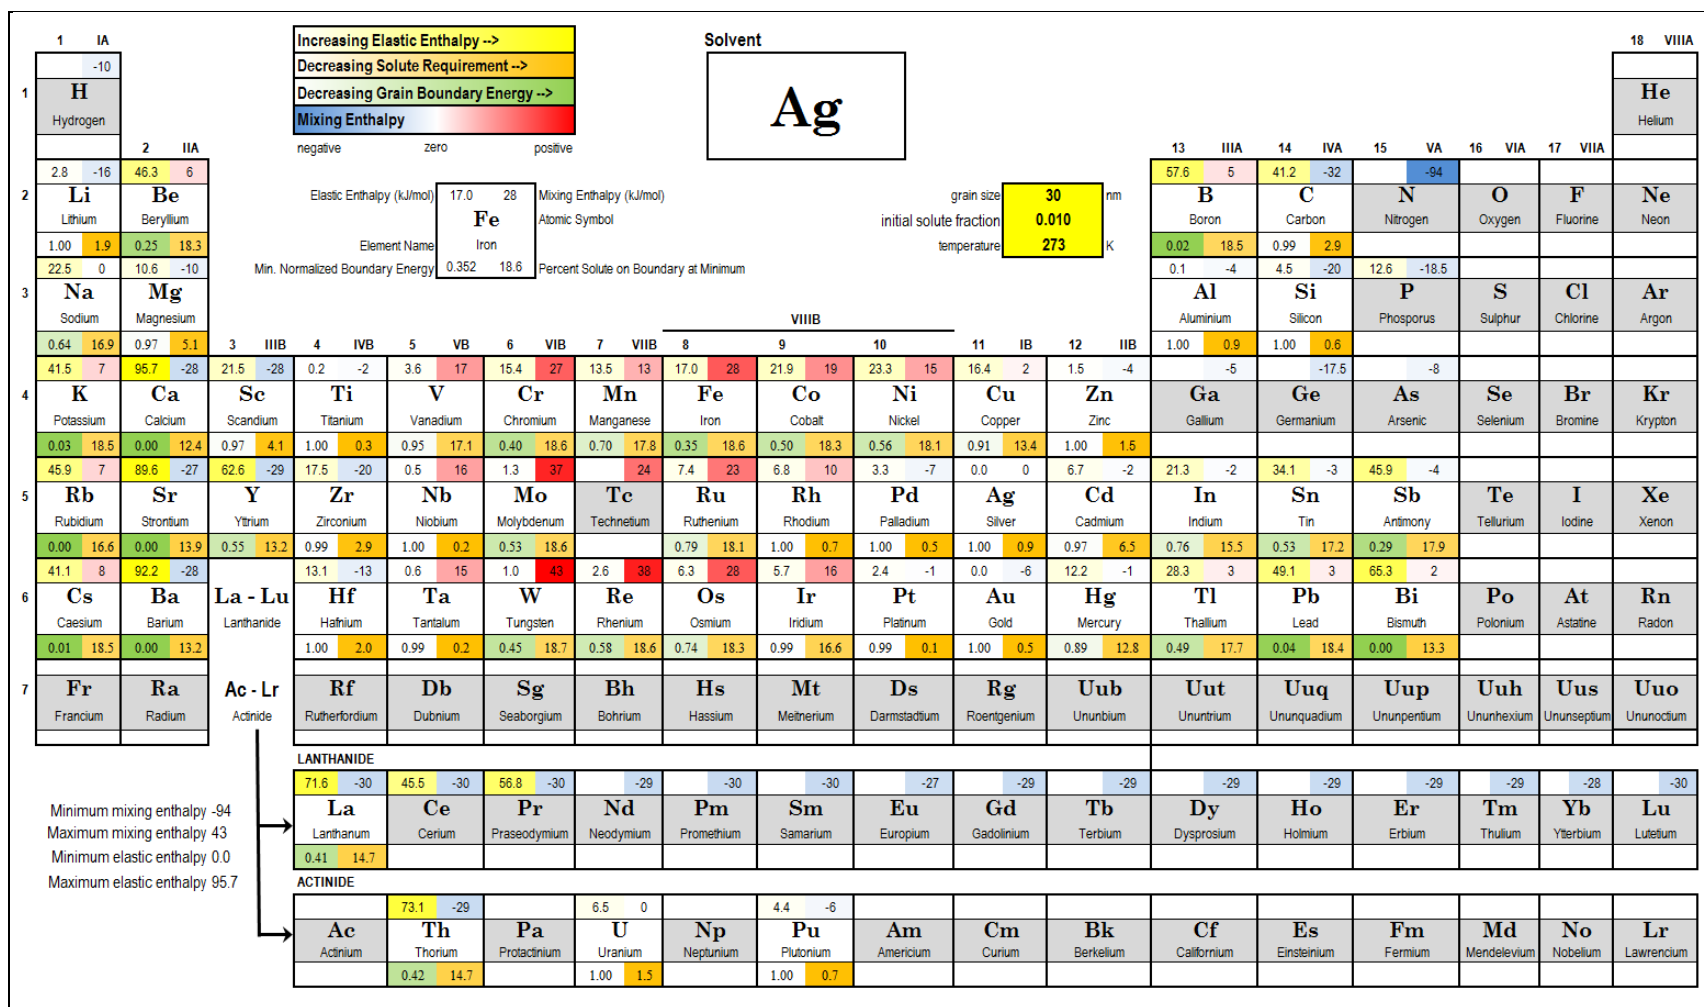 1 IA
Increasing Elastic Enthalpy -->
Solvent
18 VIIIA
-10
Decreasing Solute Requirement -->
1 H
Decreasing Grain Boundary Energy -->
Ag
He
Hydrogen
Mixing Enthalpy
Helium
2 IIA
negative zero positive
13 IIIA 14 IVA 15 VA 16 VIA 17 VIIA
2.8 -16 46.3 6
57.6 5 41.2 -32 -94
2 Li Be
Elastic Enthalpy (kJ/mol) 17.0 28 Mixing Enthalpy (kJ/mol)
grain size 30 nm
B C N O F Ne
Lithium Beryllium
Fe Atomic Symbol
initial solute fraction 0.010
Boron Carbon Nitrogen Oxygen Fluorine Neon
1.00 1.9 0.25 18.3
Element Name Iron
temperature 273 K
0.02 18.5 0.99 2.9
22.5 0 10.6 -10
Min. Normalized Boundary Energy 0.352 18.6 Percent Solute on Boundary at Minimum
0.1 -4 4.5 -20 12.6 -18.5
3 Na Mg Al Si P S Cl Ar
Sodium Magnesium Aluminium Silicon Phosporus Sulphur Chlorine Argon
VIIIB
0.64 16.9 0.97 5.1 3 IIIB 4 IVB 5 VB 6 VIB 7 VIIB 8 9 10 11 IB 12 IIB 1.00 0.9 1.00 0.6
41.5 7 95.7 -28 21.5 -28 0.2 -2 3.6 17 15.4 27 13.5 13 17.0 28 21.9 19 23.3 15 16.4 2 1.5 -4 -5 -17.5 -8
4 K Ca Sc Ti V Cr Mn Fe Co Ni Cu Zn Ga Ge As Se Br Kr
Potassium Calcium Scandium Titanium Vanadium Chromium Manganese Iron Cobalt Nickel Copper Zinc Gallium Germanium Arsenic Selenium Bromine Krypton
0.03 18.5 0.00 12.4 0.97 4.1 1.00 0.3 0.95 17.1 0.40 18.6 0.70 17.8 0.35 18.6 0.50 18.3 0.56 18.1 0.91 13.4 1.00 1.5
45.9 7 89.6 -27 62.6 -29 17.5 -20 0.5 16 1.3 37 24 7.4 23 6.8 10 3.3 -7 0.0 0 6.7 -2 21.3 -2 34.1 -3 45.9 -4
5 Rb Sr Y Zr Nb Mo Tc Ru Rh Pd Ag Cd In Sn Sb Te I Xe
Rubidium Strontium Yttrium Zirconium Niobium Molybdenum Technetium Ruthenium Rhodium Palladium Silver Cadmium Indium Tin Antimony Tellurium Iodine Xenon
0.00 16.6 0.00 13.9 0.55 13.2 0.99 2.9 1.00 0.2 0.53 18.6 0.79 18.1 1.00 0.7 1.00 0.5 1.00 0.9 0.97 6.5 0.76 15.5 0.53 17.2 0.29 17.9
41.1 8 92.2 -28 13.1 -13 0.6 15 1.0 43 2.6 38 6.3 28 5.7 16 2.4 -1 0.0 -6 12.2 -1 28.3 3 49.1 3 65.3 2
6 Cs Ba La - Lu Hf Ta W Re Os Ir Pt Au Hg Tl Pb Bi Po At Rn
Caesium Barium Lanthanide Hafnium Tantalum Tungsten Rhenium Osmium Iridium Platinum Gold Mercury Thallium Lead Bismuth Polonium Astatine Radon
0.01 18.5 0.00 13.2 1.00 2.0 0.99 0.2 0.45 18.7 0.58 18.6 0.74 18.3 0.99 16.6 0.99 0.1 1.00 0.5 0.89 12.8 0.49 17.7 0.04 18.4 0.00 13.3
7 Fr Ra Ac - Lr Rf Db Sg Bh Hs Mt Ds Rg Uub Uut Uuq Uup Uuh Uus Uuo
Francium Radium Actinide Rutherfordium Dubnium Seaborgium Bohrium Hassium Meitnerium Darmstadtium Roentgenium Ununbium Ununtrium Ununquadium Ununpentium Ununhexium Ununseptium Ununoctium
LANTHANIDE
71.6 -30 45.5 -30 56.8 -30 -29 -30 -30 -27 -29 -29 -29 -29 -29 -29 -28 -30
Minimum mixing enthalpy -94
La Ce Pr Nd Pm Sm Eu Gd Tb Dy Ho Er Tm Yb Lu
Maximum mixing enthalpy 43
Lanthanum Cerium Praseodymium Neodymium Promethium Samarium Europium Gadolinium Terbium Dysprosium Holmium Erbium Thulium Ytterbium Lutetium
Minimum elastic enthalpy 0.0
0.41 14.7
Maximum elastic enthalpy 95.7
ACTINIDE
73.1 -29 6.5 0 4.4 -6
Ac Th Pa U Np Pu Am Cm Bk Cf Es Fm Md No Lr
Actinium Thorium Protactinium Uranium Neptunium Plutonium Americium Curium Berkelium Californium Einsteinium Fermium Mendelevium Nobelium Lawrencium
0.42 14.7 1.00 1.5 1.00 0.7